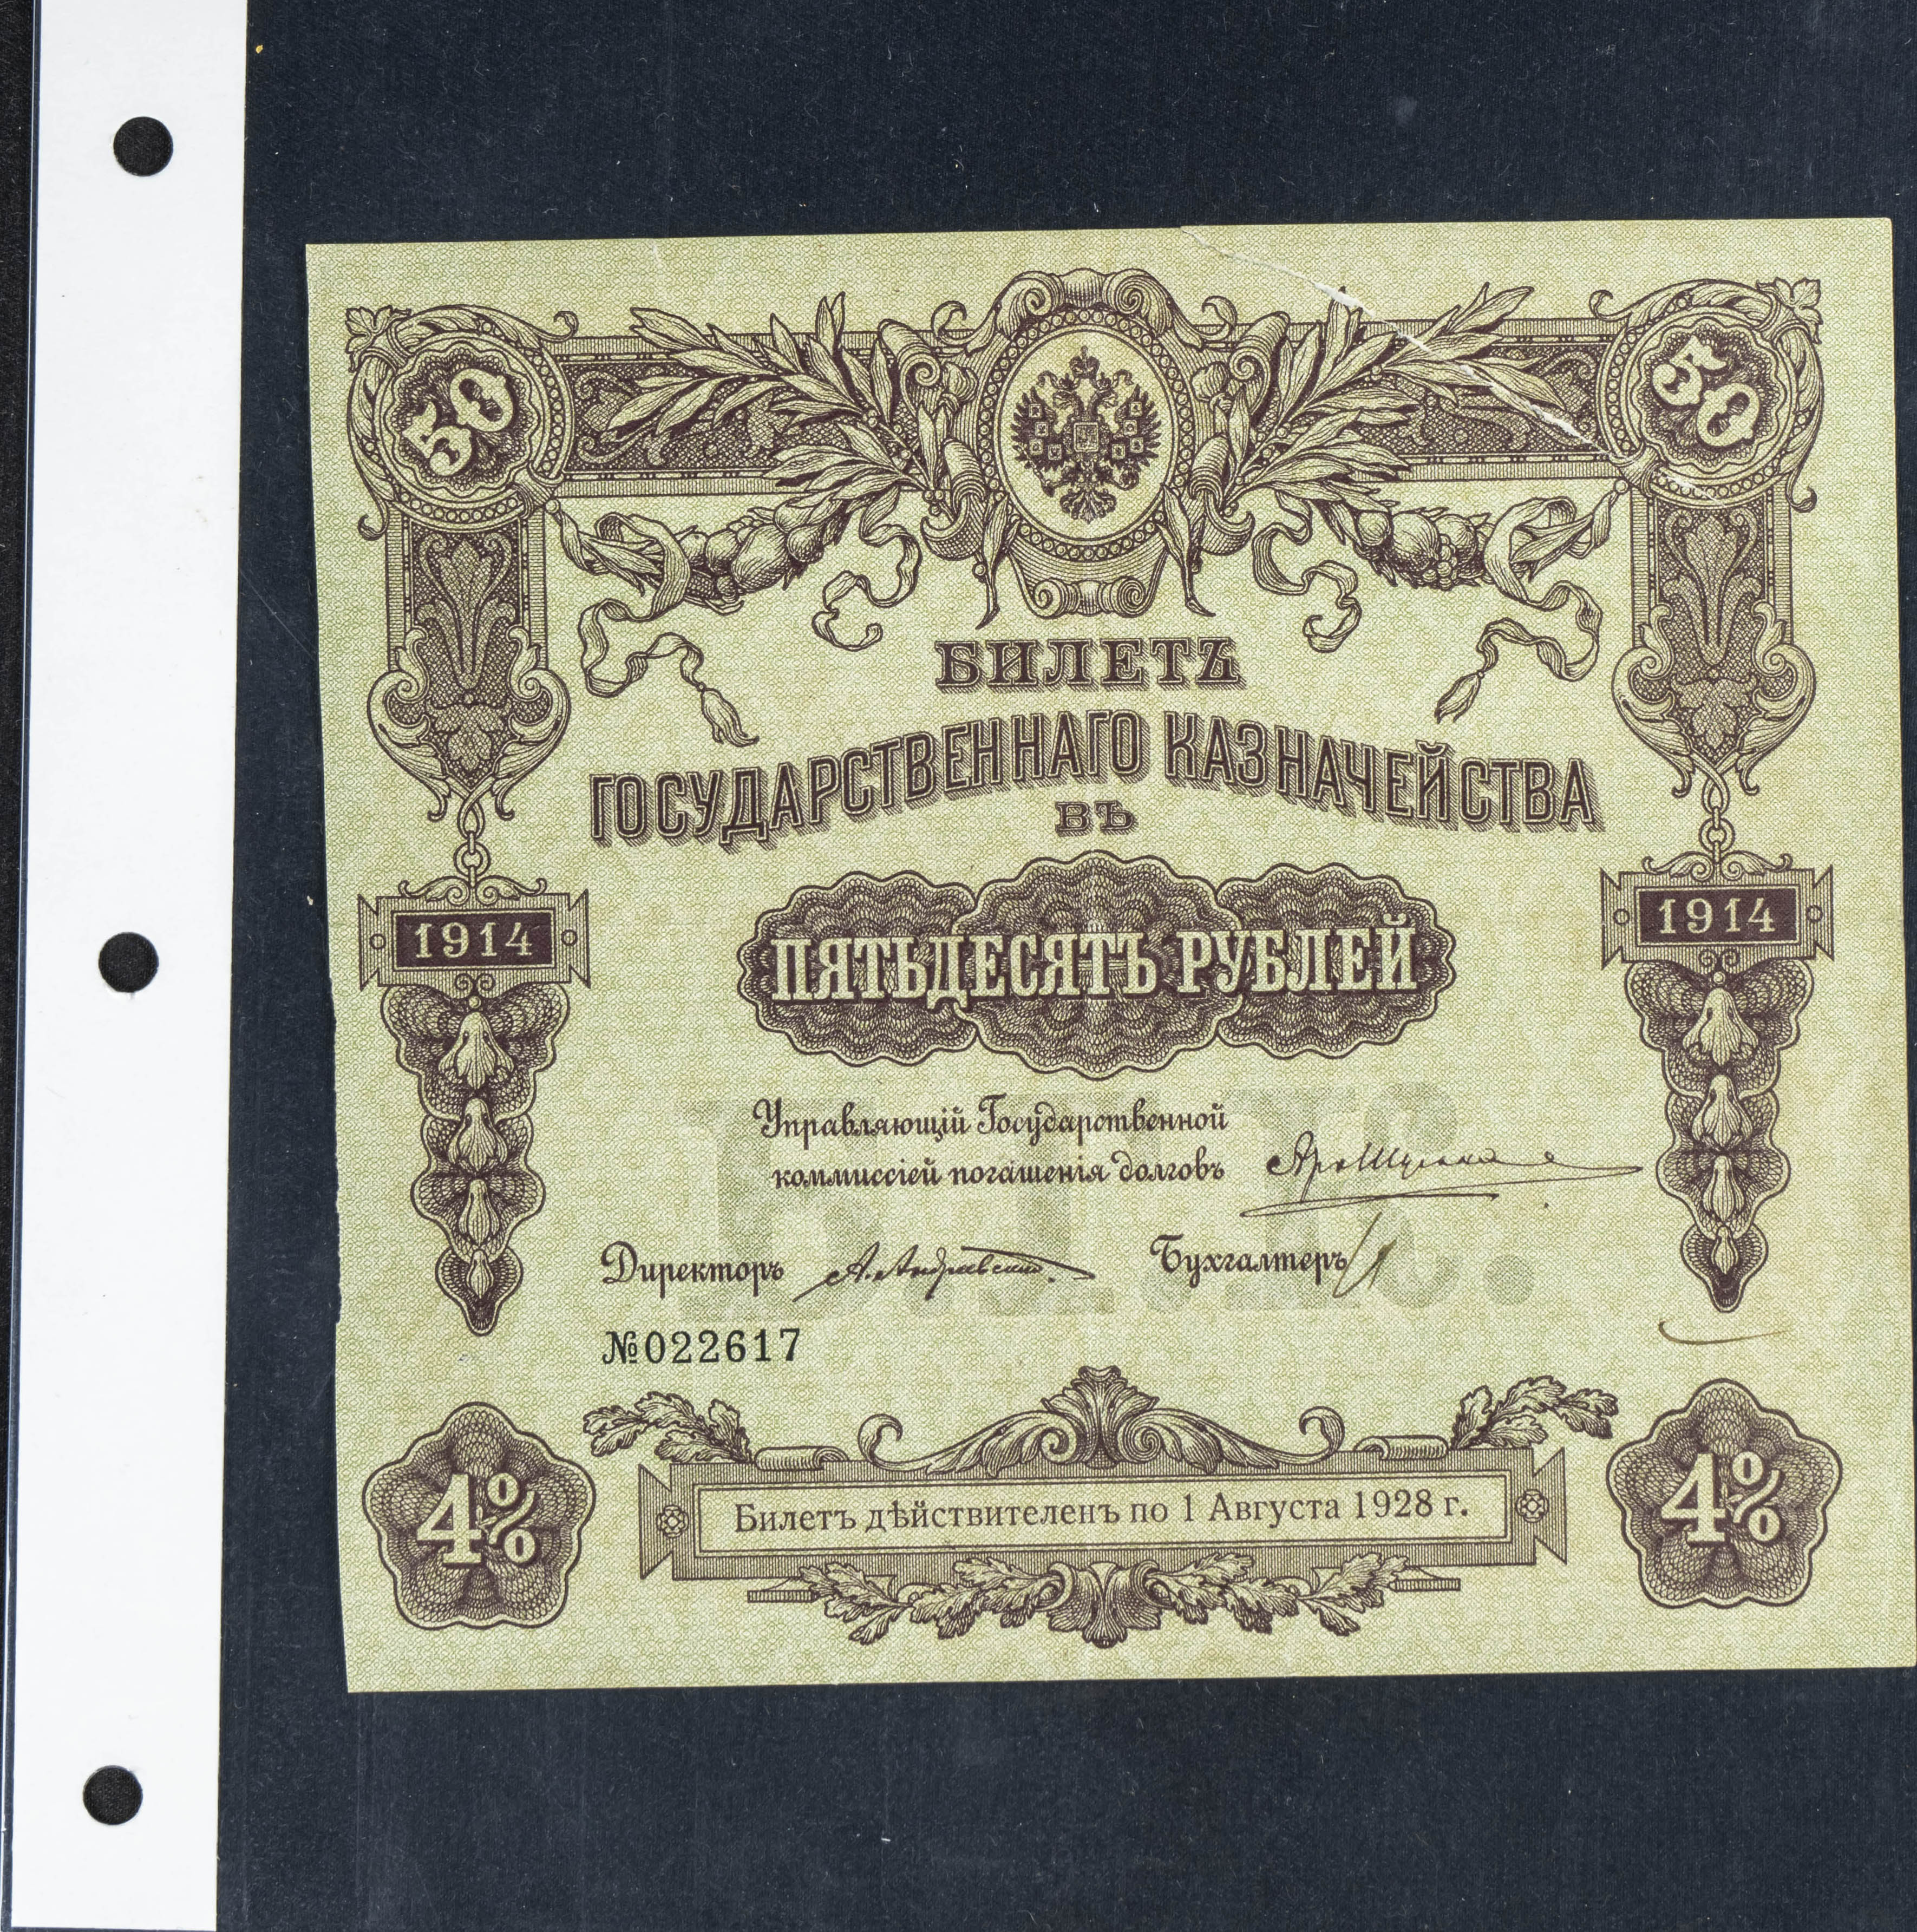 50 50
БИЛЕТЪ
ГОСУДАРСТВЕННАГО КАЗНАЧЕЙСТВА
ВЪ
1914 1914
ПЯТЬДЕСЯТЪ РУБЛЕЙ
Управляющій Государственной
коммиссіей погашенія долговъ
Директоръ Бухгалтеръ
№022617
4% 4%
Билетъ дѣйствителенъ по 1 Августа 1928 г.